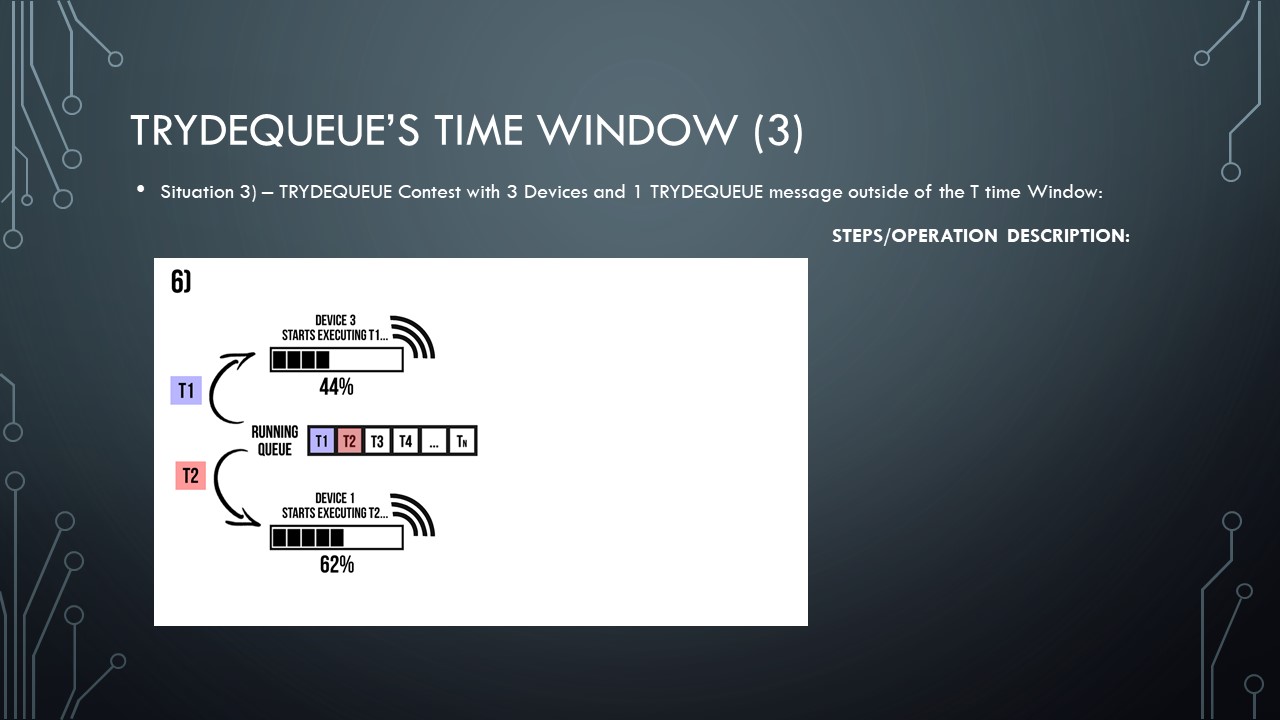 TRYDEQUEUE’S TIME WINDOW (3)
• Situation 3) – TRYDEQUEUE Contest with 3 Devices and 1 TRYDEQUEUE message outside of the T time Window:
STEPS/OPERATION DESCRIPTION:
6)
DEVICE 3
STARTS EXECUTING T1...
44%
T1
RUNNING
QUEUE
T1 T2 T3 T4 ... TN
T2
DEVICE 1
STARTS EXECUTING T2...
62%